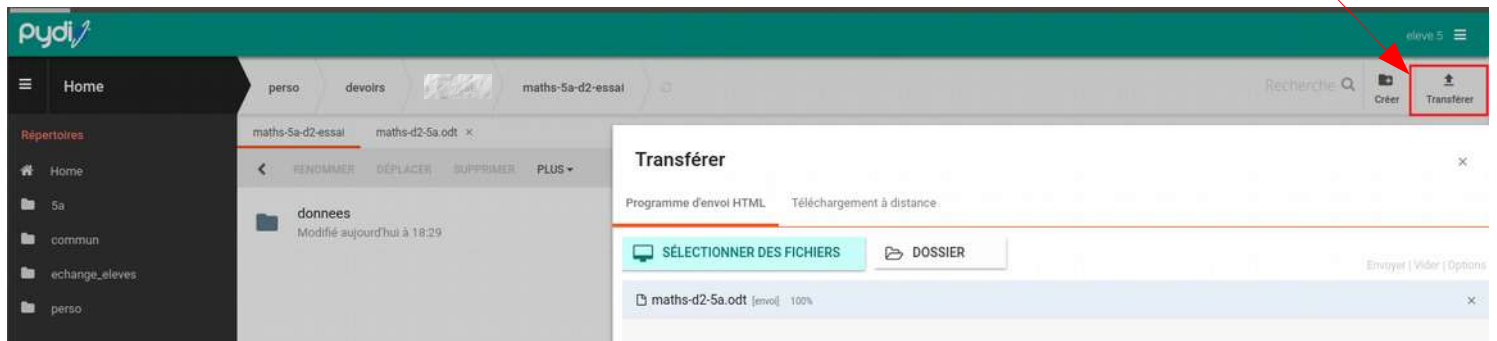 pydi
eleve 5
Home
perso devoirs maths-5a-d2-essai
Recherche
Créer
Transférer
Répertoires
Home
5a
commun
echange_eleves
perso
maths-5a-d2-essai maths-d2-5a.odt ×
RENOMMER DÉPLACER SUPPRIMER PLUS
donnees
Modifié aujourd'hui à 18:29
Transférer ×
Programme d'envoi HTML Téléchargement à distance
SÉLECTIONNER DES FICHIERS DOSSIER
Envoyer | Vider | Options
maths-d2-5a.odt [envoi] 100% ×